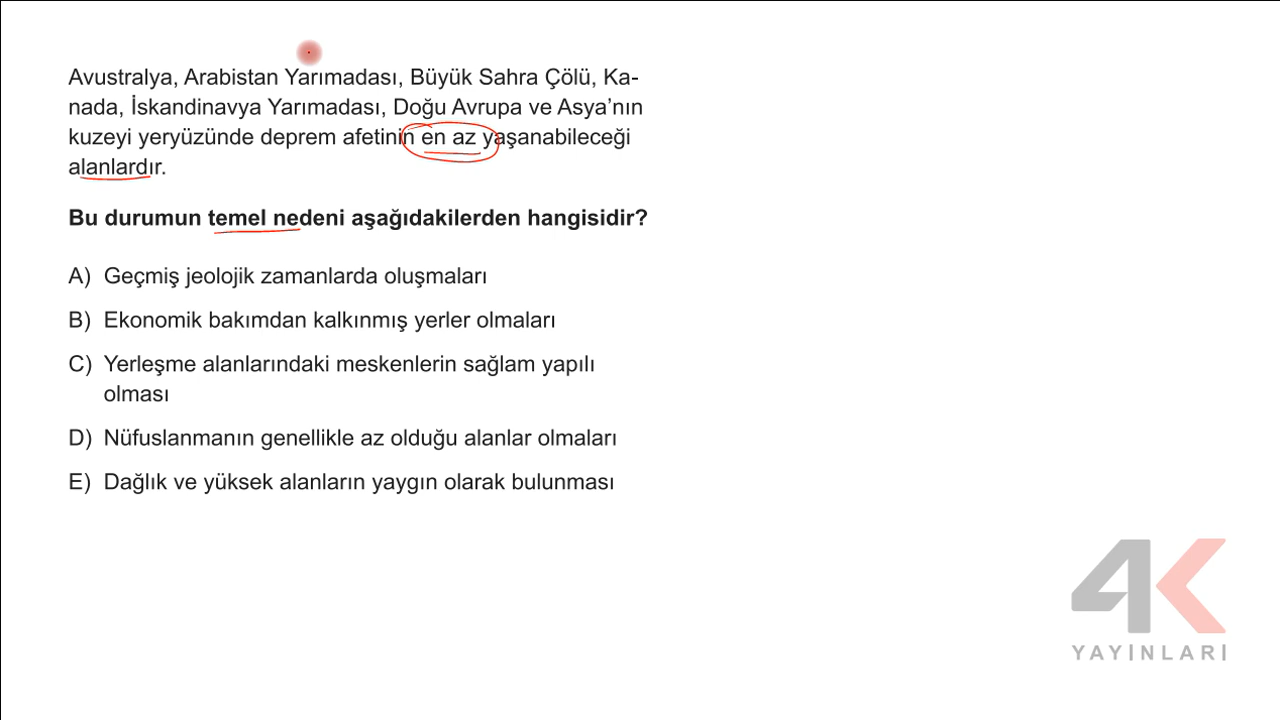 Avustralya, Arabistan Yarımadası, Büyük Sahra Çölü, Ka-
nada, İskandinavya Yarımadası, Doğu Avrupa ve Asya’nın
kuzeyi yeryüzünde deprem afetinin en az yaşanabileceği
alanlardır.
Bu durumun temel nedeni aşağıdakilerden hangisidir?
A) Geçmiş jeolojik zamanlarda oluşmaları
B) Ekonomik bakımdan kalkınmış yerler olmaları
C) Yerleşme alanlarındaki meskenlerin sağlam yapılı
olması
D) Nüfuslanmanın genellikle az olduğu alanlar olmaları
E) Dağlık ve yüksek alanların yaygın olarak bulunması
4K
YAYINLARI